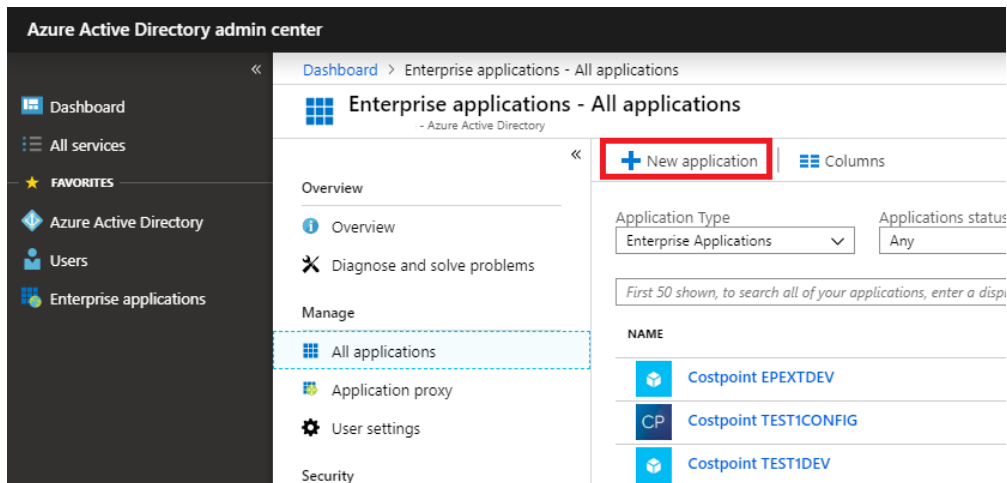 Azure Active Directory admin center
«
Dashboard
All services
FAVORITES
Azure Active Directory
Users
Enterprise applications
Dashboard > Enterprise applications - All applications
Enterprise applications - All applications
- Azure Active Directory
«
Overview
Overview
Diagnose and solve problems
Manage
All applications
Application proxy
User settings
Security
New application
Columns
Application Type
Applications status
Enterprise Applications
Any
First 50 shown, to search all of your applications, enter a displ
NAME
Costpoint EPEXTDEV
CP
Costpoint TEST1CONFIG
Costpoint TEST1DEV